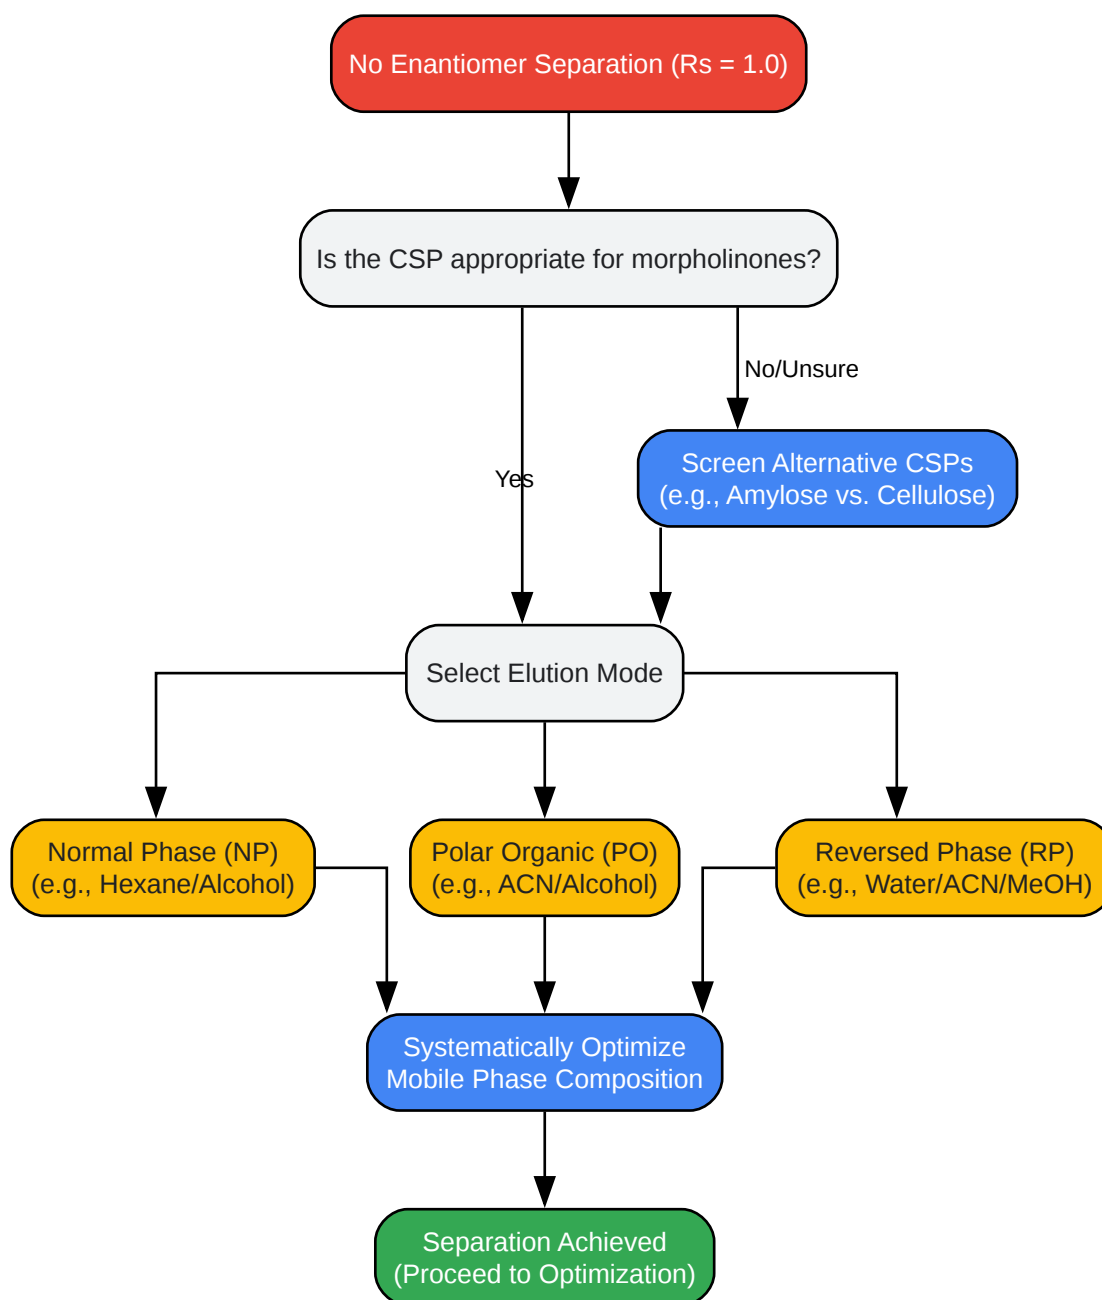 No Enantiomer Separation (Rs = 1.0)
Is the CSP appropriate for morpholinones?
No/Unsure
Screen Alternative CSPs
(e.g., Amylose vs. Cellulose)
Yes
Select Elution Mode
Normal Phase (NP)
(e.g., Hexane/Alcohol)
Polar Organic (PO)
(e.g., ACN/Alcohol)
Reversed Phase (RP)
(e.g., Water/ACN/MeOH)
Systematically Optimize
Mobile Phase Composition
Separation Achieved
(Proceed to Optimization)